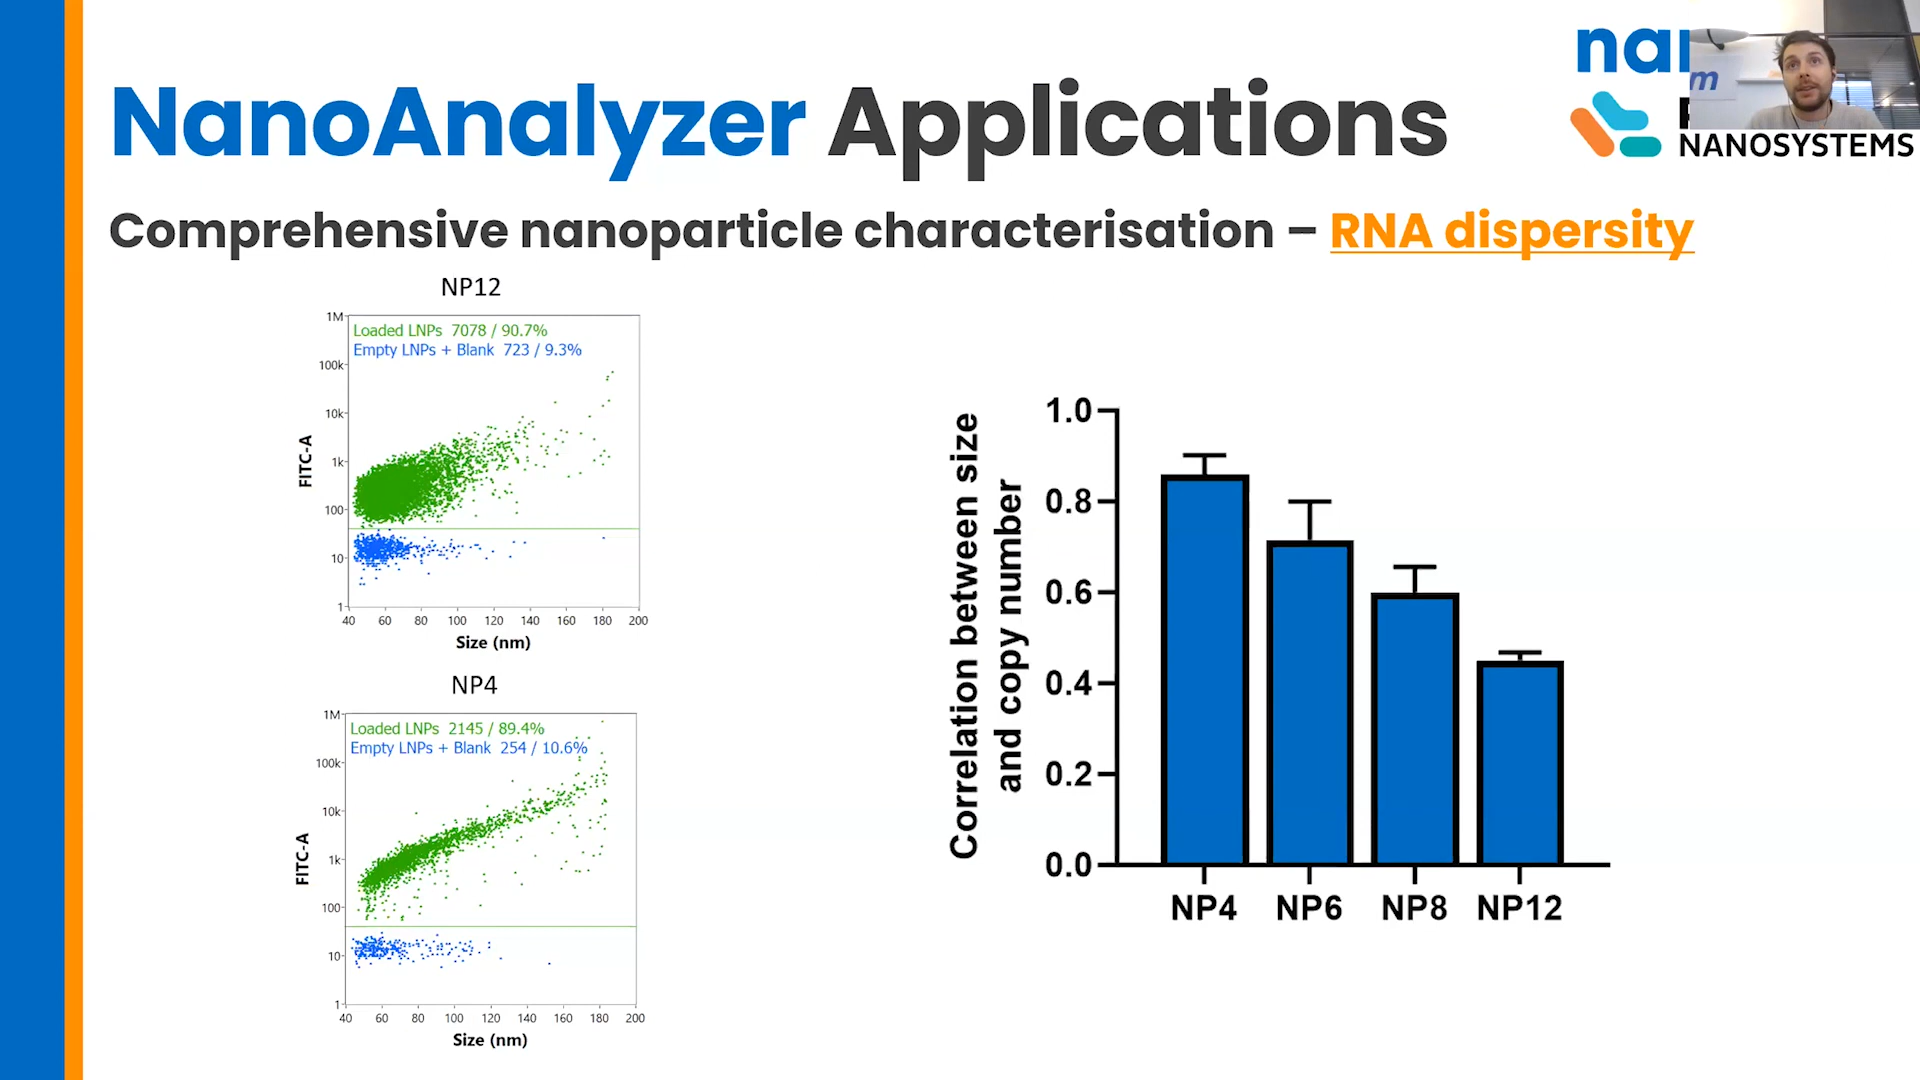 NanoAnalyzer Applications
Comprehensive nanoparticle characterisation – RNA dispersity
NANOSYSTEMS
NP12
Loaded LNPs 7078 / 90.7%
Empty LNPs + Blank 723 / 9.3%
1M
100k
10k
1k
100
10
1
FITC-A
40 60 80 100 120 140 160 180 200
Size (nm)
NP4
Loaded LNPs 2145 / 89.4%
Empty LNPs + Blank 254 / 10.6%
1M
100k
10k
1k
100
10
1
FITC-A
40 60 80 100 120 140 160 180 200
Size (nm)
Correlation between size
and copy number
1.0
0.8
0.6
0.4
0.2
0.0
NP4 NP6 NP8 NP12